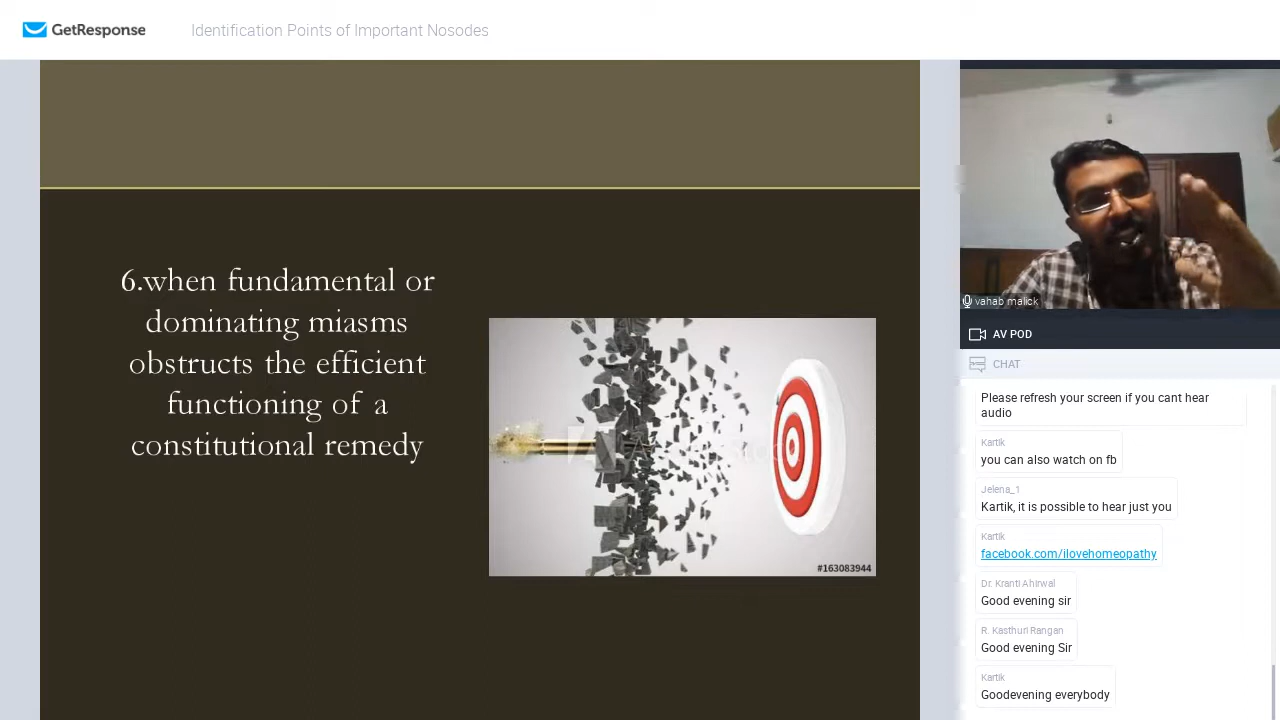 GetResponse
Identification Points of Important Nosodes
6.when fundamental or
dominating miasms
obstructs the efficient
functioning of a
constitutional remedy
#163083944
vahab malick
AV POD
CHAT
Please refresh your screen if you cant hear
audio
Kartik
you can also watch on fb
Jelena_1
Kartik, it is possible to hear just you
Kartik
facebook.com/ilovehomeopathy
Dr. Kranti Ahirwal
Good evening sir
R. Kasthuri Rangan
Good evening Sir
Kartik
Goodevening everybody